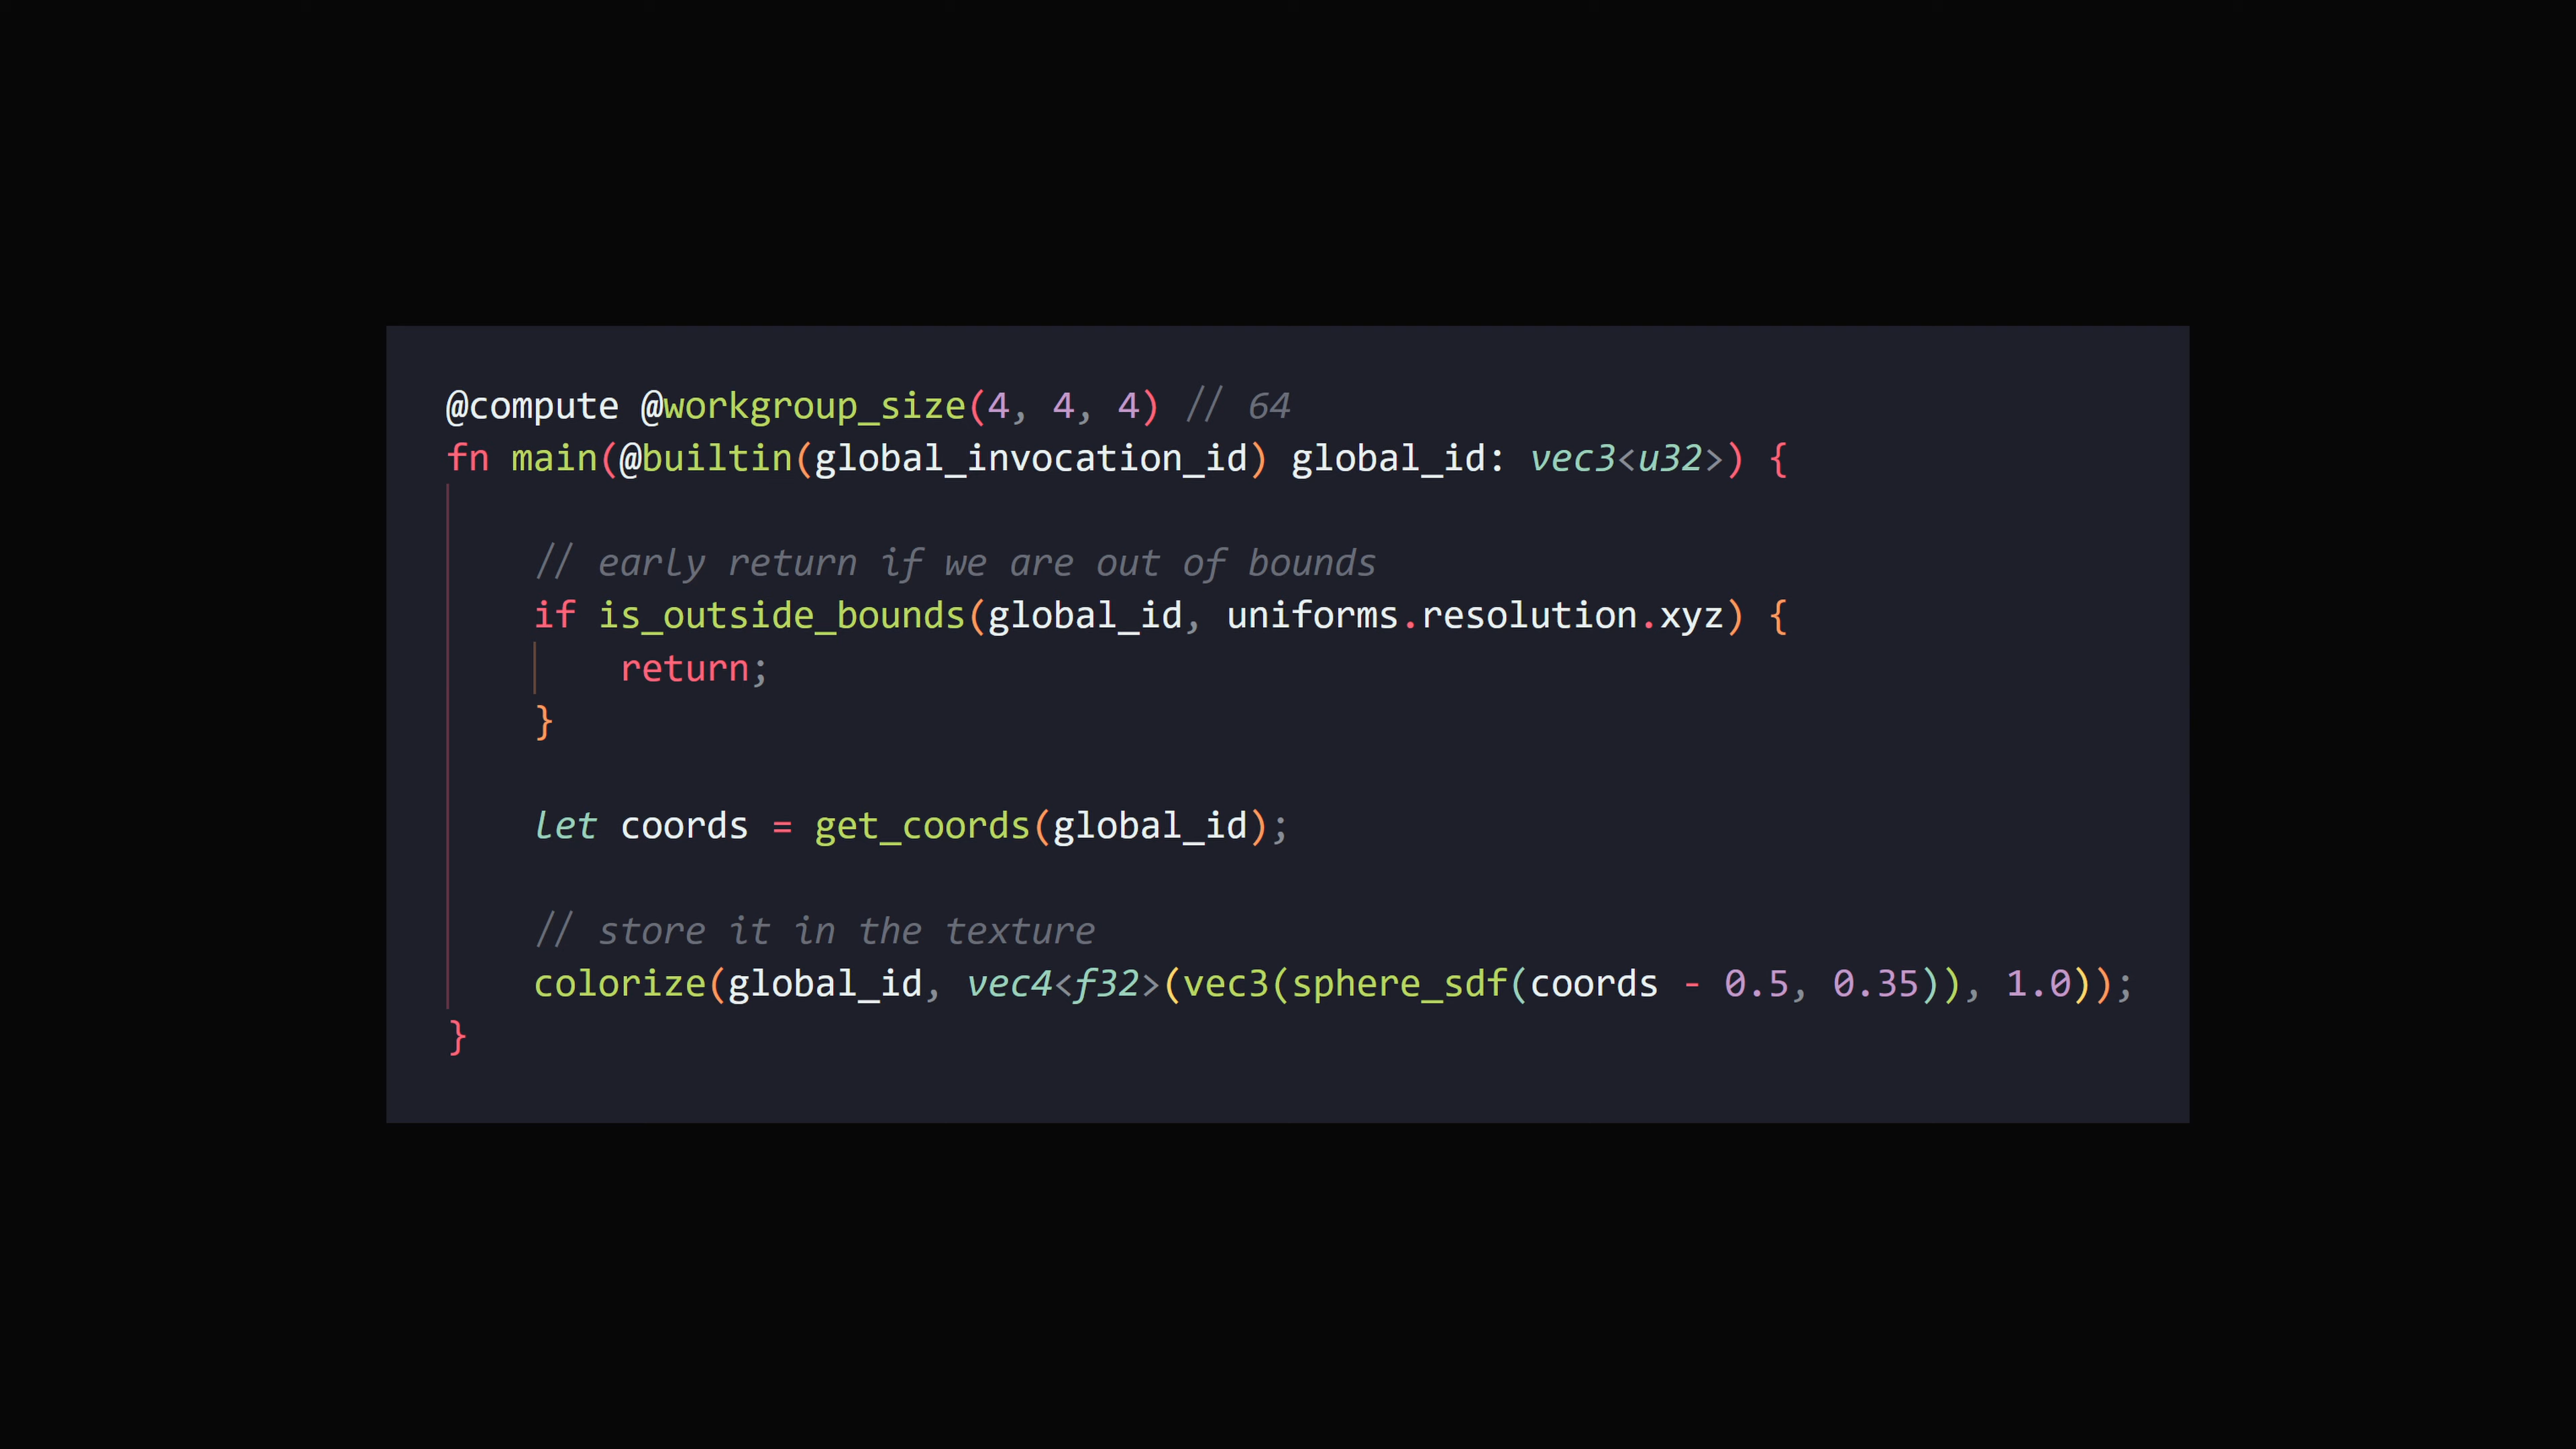 @compute @workgroup_size(4, 4, 4) // 64
fn main(@builtin(global_invocation_id) global_id: vec3<u32>) {
// early return if we are out of bounds
if is_outside_bounds(global_id, uniforms.resolution.xyz) {
return;
}
let coords = get_coords(global_id);
// store it in the texture
colorize(global_id, vec4<f32>(vec3(sphere_sdf(coords - 0.5, 0.35)), 1.0));
}